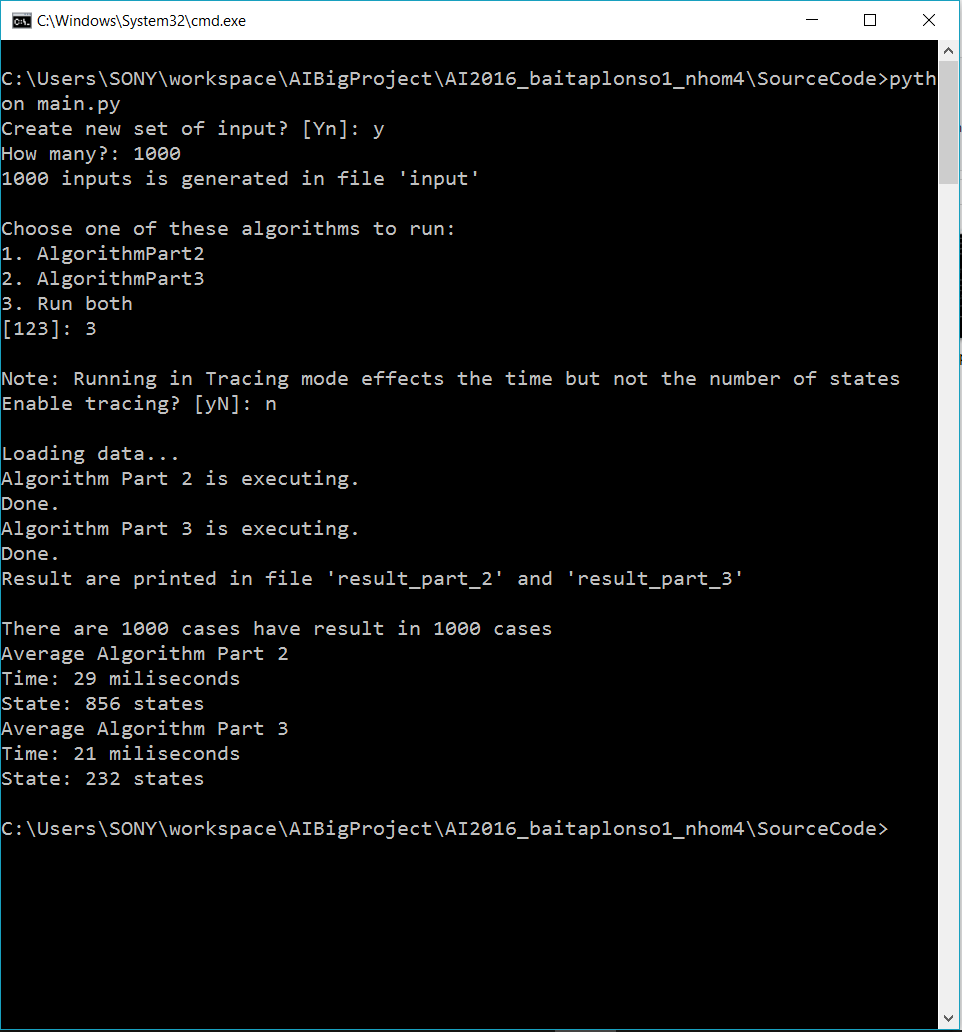 C:\Windows\System32\cmd.exe
C:\Users\SONY\workspace\AIBigProject\AI2016_baitaplonso1_nhom4\SourceCode>pyth
on main.py
Create new set of input? [Yn]: y
How many?: 1000
1000 inputs is generated in file 'input'
Choose one of these algorithms to run:
1. AlgorithmPart2
2. AlgorithmPart3
3. Run both
[123]: 3
Note: Running in Tracing mode effects the time but not the number of states
Enable tracing? [yN]: n
Loading data...
Algorithm Part 2 is executing.
Done.
Algorithm Part 3 is executing.
Done.
Result are printed in file 'result_part_2' and 'result_part_3'
There are 1000 cases have result in 1000 cases
Average Algorithm Part 2
Time: 29 miliseconds
State: 856 states
Average Algorithm Part 3
Time: 21 miliseconds
State: 232 states
C:\Users\SONY\workspace\AIBigProject\AI2016_baitaplonso1_nhom4\SourceCode>